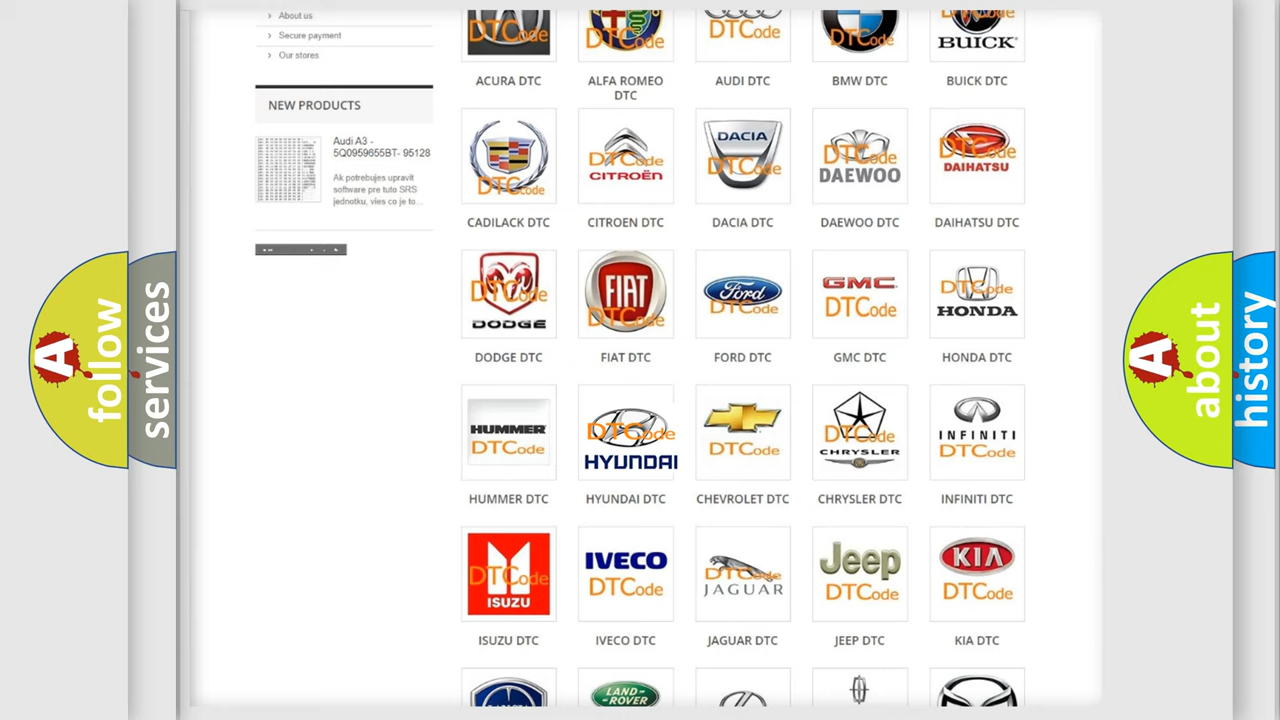 About us
Secure payment
Our stores
NEW PRODUCTS
Audi A3 -
5Q0959655BT- 95128
Ak potrebujes upravit
software pre tuto SRS
jednotku, vies co je to...
DTCode
DTCode
DTCode
DTCode
BUICK
ACURA DTC
ALFA ROMEO
DTC
AUDI DTC
BMW DTC
BUICK DTC
DTCode
DTCode
CITROËN
DACIA
DTCode
DTCode
DAEWOO
DTCode
DAIHATSU
CADILACK DTC
CITROEN DTC
DACIA DTC
DAEWOO DTC
DAIHATSU DTC
DTCode
DODGE
FIAT
DTCode
Ford
DTCode
GMC
DTCode
DTCode
HONDA
DODGE DTC
FIAT DTC
FORD DTC
GMC DTC
HONDA DTC
HUMMER
DTCode
DTCode
HYUNDAI
DTCode
DTCode
CHRYSLER
INFINITI
DTCode
HUMMER DTC
HYUNDAI DTC
CHEVROLET DTC
CHRYSLER DTC
INFINITI DTC
DTCode
ISUZU
IVECO
DTCode
DTCode
JAGUAR
Jeep
DTCode
KIA
DTCode
ISUZU DTC
IVECO DTC
JAGUAR DTC
JEEP DTC
KIA DTC
LAND-
ROVER
A
follow
services
A
about
history